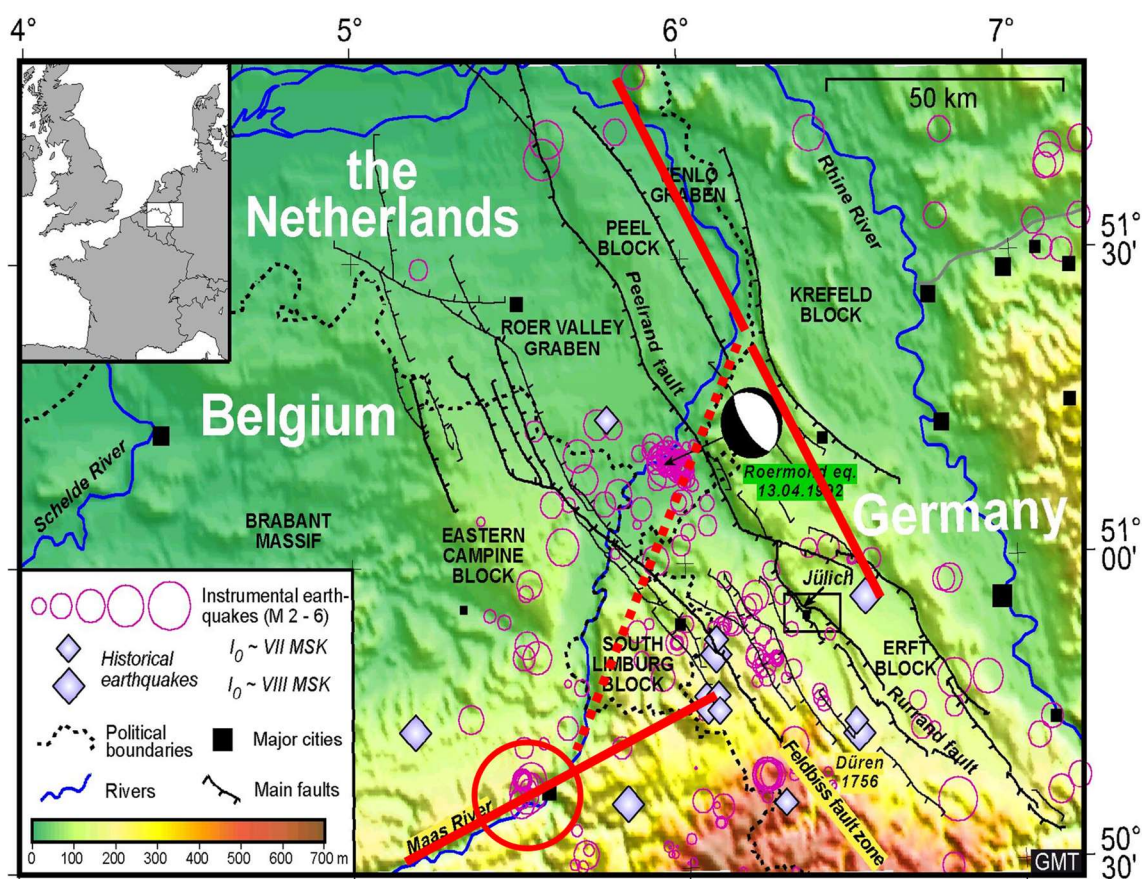 4°
5°
6°
7°
50 km
the
Netherlands
VENLO
GRABEN
PEEL
BLOCK
Rhine River
51°
30'
KREFELD
BLOCK
ROER VALLEY
GRABEN
Peelrand fault
Belgium
Schelde River
Roermond eq.
13.04.1992
Germany
BRABANT
MASSIF
EASTERN
CAMPINE
BLOCK
51°
00'
Jülich
SOUTH
LIMBURG
BLOCK
ERFT
BLOCK
Rurrand fault
Feldbiss fault zone
Düren
1756
Maas River
50°
30'
GMT
Instrumental earth-
quakes (M 2 - 6)
Historical
earthquakes
I0 ~ VII MSK
I0 ~ VIII MSK
Political
boundaries
Major cities
Rivers
Main faults
0 100 200 300 400 500 600 700 m